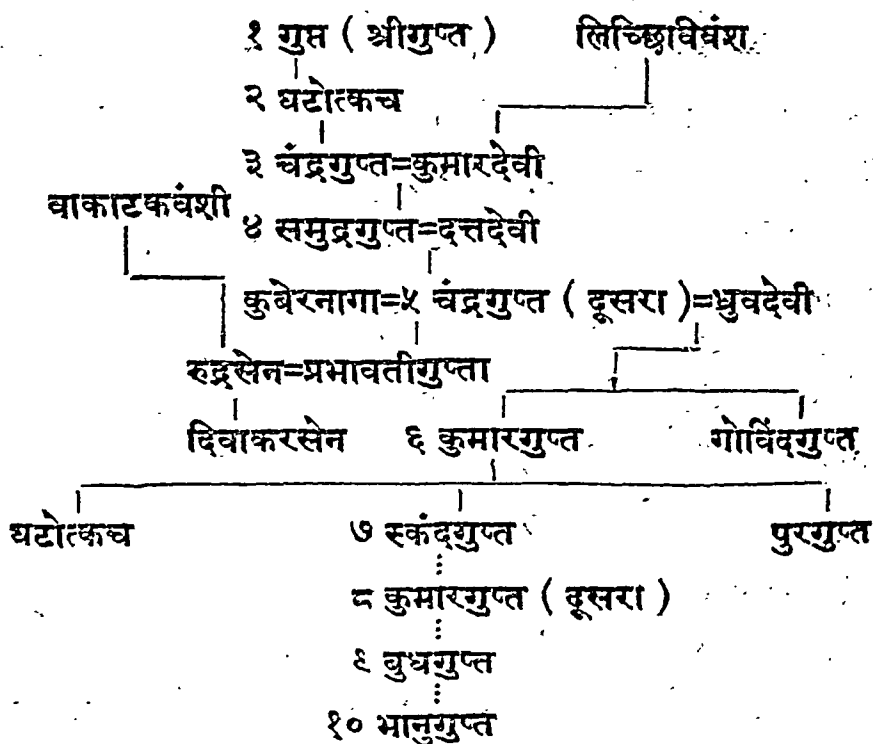 १ गुप्त ( श्रीगुप्त ) लिच्छिविवंश
२ घटोत्कच
३ चंद्रगुप्त=कुमारदेवी
वाकाटकवंशी
४ समुद्रगुप्त=दत्तदेवी
कुबेरनागा=५ चंद्रगुप्त ( दूसरा )=ध्रुवदेवी
रुद्रसेन=प्रभावतीगुप्ता
दिवाकरसेन ६ कुमारगुप्त गोविंदगुप्त
घटोत्कच ७ स्कंदगुप्त पुरगुप्त
८ कुमारगुप्त ( दूसरा )
९ बुधगुप्त
१० भानुगुप्त